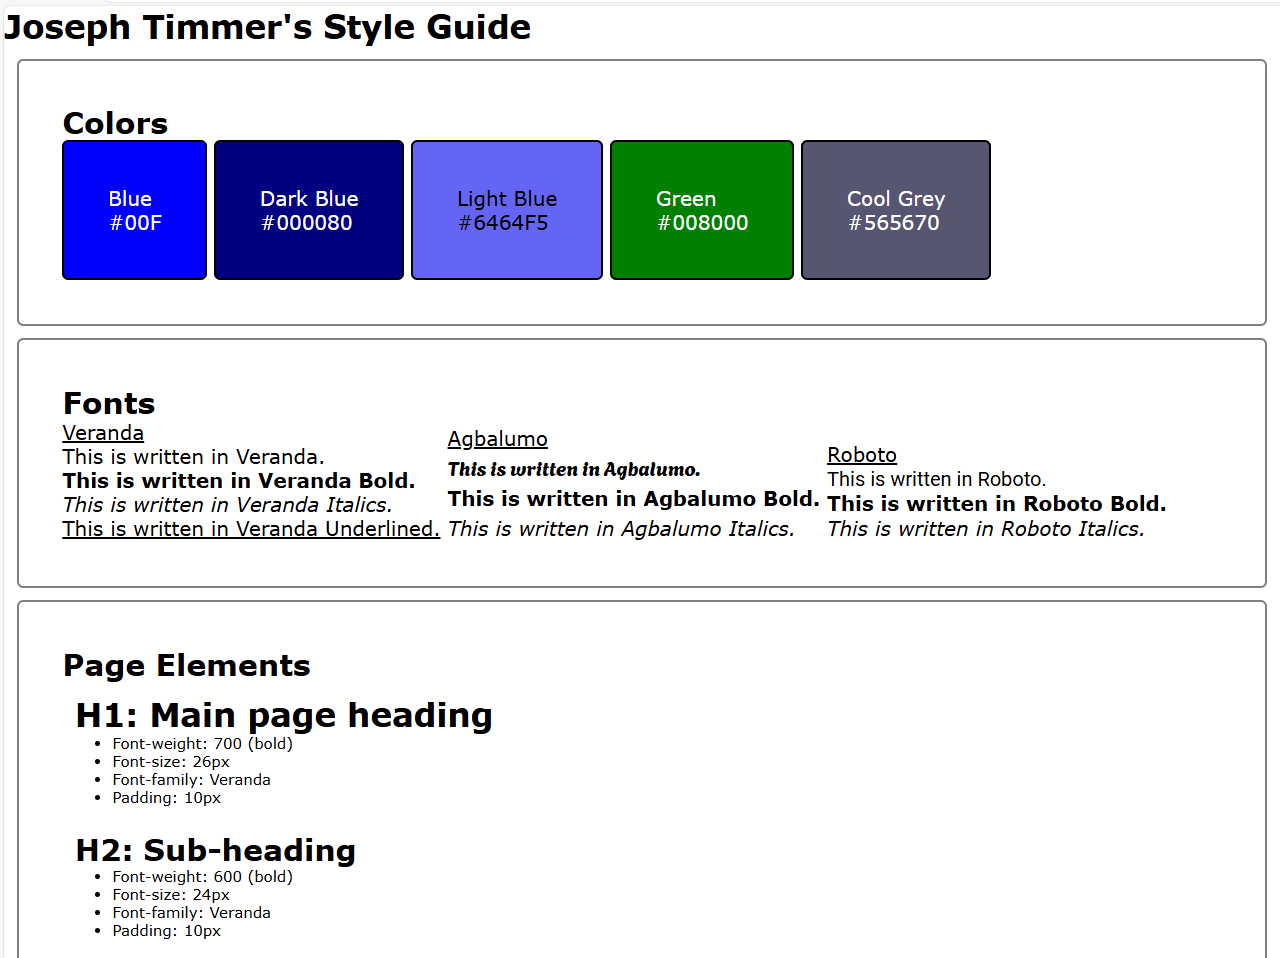 Joseph Timmer's Style Guide
Colors
Blue
#00F
Dark Blue
#000080
Light Blue
#6464F5
Green
#008000
Cool Grey
#565670
Fonts
Veranda
This is written in Veranda.
This is written in Veranda Bold.
This is written in Veranda Italics.
This is written in Veranda Underlined.
Agbalumo
This is written in Agbalumo.
This is written in Agbalumo Bold.
This is written in Agbalumo Italics.
Roboto
This is written in Roboto.
This is written in Roboto Bold.
This is written in Roboto Italics.
Page Elements
H1: Main page heading
• Font-weight: 700 (bold)
• Font-size: 26px
• Font-family: Veranda
• Padding: 10px
H2: Sub-heading
• Font-weight: 600 (bold)
• Font-size: 24px
• Font-family: Veranda
• Padding: 10px